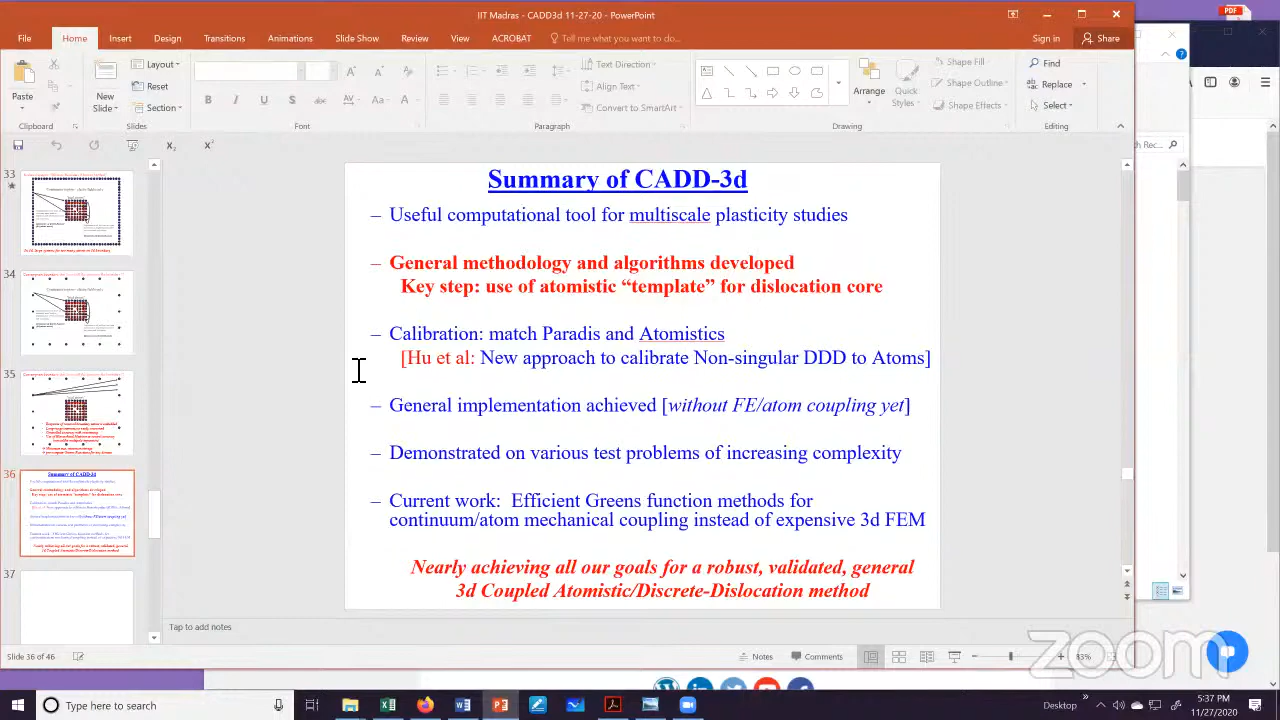 PDF
IIT Madras - CADD3d 11-27-20 - PowerPoint
File Home Insert Design Transitions Animations Slide Show Review View ACROBAT Tell me what you want to do... Sign in Share
Paste
New
Slide
Layout
Reset
Section
Text Direction
Align Text
Convert to SmartArt
Arrange
Quick
Styles
Shape Fill
Shape Outline
Shape Effects
Find
Replace
Select
Clipboard Slides Font Paragraph Drawing Editing
th Rec...
33
34
35
36
37
Summary of CADD-3d
– Useful computational tool for multiscale plasticity studies
– General methodology and algorithms developed
Key step: use of atomistic “template” for dislocation core
– Calibration: match Paradis and Atomistics
[Hu et al: New approach to calibrate Non-singular DDD to Atoms]
– General implementation achieved [without FE/atom coupling yet]
– Demonstrated on various test problems of increasing complexity
– Current work: Efficient Greens function methods for
continuum/atom mechanical coupling instead of expensive 3d FEM
Nearly achieving all our goals for a robust, validated, general
3d Coupled Atomistic/Discrete-Dislocation method
Tap to add notes
Slide 36 of 46
Notes Comments
83%
zoom
Type here to search
Desktop
5:37 PM
11/27/2020